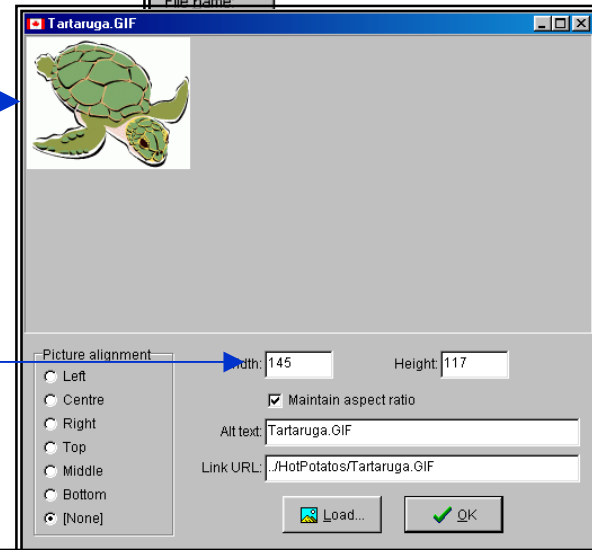 File name:
Tartaruga.GIF
Picture alignment
Left
Centre
Right
Top
Middle
Bottom
[None]
145
Height: 117
Maintain aspect ratio
Alt text: Tartaruga.GIF
Link URL: ../HotPotatos/Tartaruga.GIF
Load...
OK